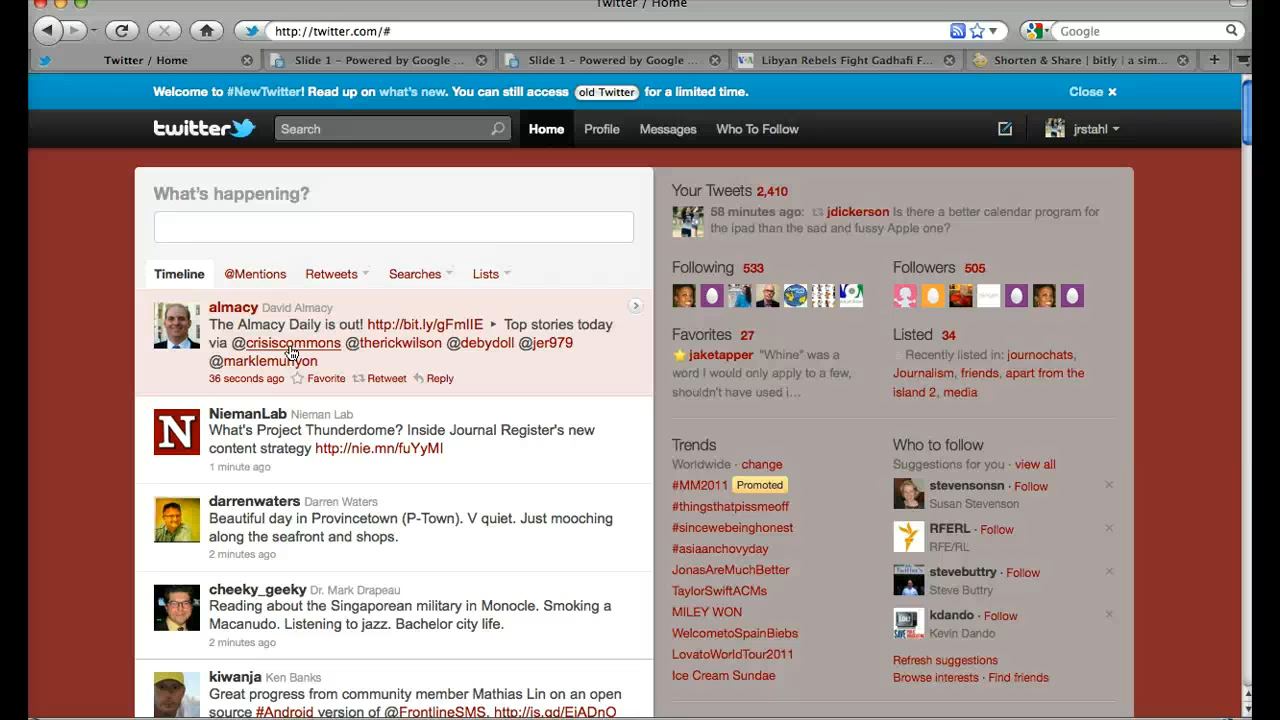 Twitter / Home
http://twitter.com/#
Google
Twitter / Home
Slide 1 - Powered by Google ...
Slide 1 - Powered by Google ...
Libyan Rebels Fight Gadhafi F...
Shorten & Share | bitly | a sim...
Welcome to #NewTwitter! Read up on what's new. You can still access old Twitter for a limited time.
Close ×
twitter
Search
Home
Profile
Messages
Who To Follow
jrstahl
What's happening?
Timeline
@Mentions
Retweets
Searches
Lists
almacy David Almacy
The Almacy Daily is out! http://bit.ly/gFmIIE ▸ Top stories today
via @crisiscommons @therickwilson @debydoll @jer979
@marklemunyon
36 seconds ago Favorite Retweet Reply
NiemanLab Nieman Lab
What's Project Thunderdome? Inside Journal Register's new
content strategy http://nie.mn/fuYyMI
1 minute ago
darrenwaters Darren Waters
Beautiful day in Provincetown (P-Town). V quiet. Just mooching
along the seafront and shops.
2 minutes ago
cheeky_geeky Dr. Mark Drapeau
Reading about the Singaporean military in Monocle. Smoking a
Macanudo. Listening to jazz. Bachelor city life.
2 minutes ago
kiwanja Ken Banks
Great progress from community member Mathias Lin on an open
source #Android version of @FrontlineSMS. http://is.gd/EjADnO
Your Tweets 2,410
58 minutes ago: jdickerson Is there a better calendar program for
the ipad than the sad and fussy Apple one?
Following 533
Followers 505
Favorites 27
jaketapper "Whine" was a
word I would only apply to a few,
shouldn't have used i...
Listed 34
Recently listed in: journochats,
Journalism, friends, apart from the
island 2, media
Trends
Worldwide · change
#MM2011 Promoted
#thingsthatpissmeoff
#sincewebeinghonest
#asiaanchovyday
JonasAreMuchBetter
TaylorSwiftACMs
MILEY WON
WelcometoSpainBiebs
LovatoWorldTour2011
Ice Cream Sundae
Who to follow
Suggestions for you · view all
stevensonsn · Follow
Susan Stevenson
RFERL · Follow
RFE/RL
stevebuttry · Follow
Steve Buttry
kdando · Follow
Kevin Dando
Refresh suggestions
Browse interests · Find friends